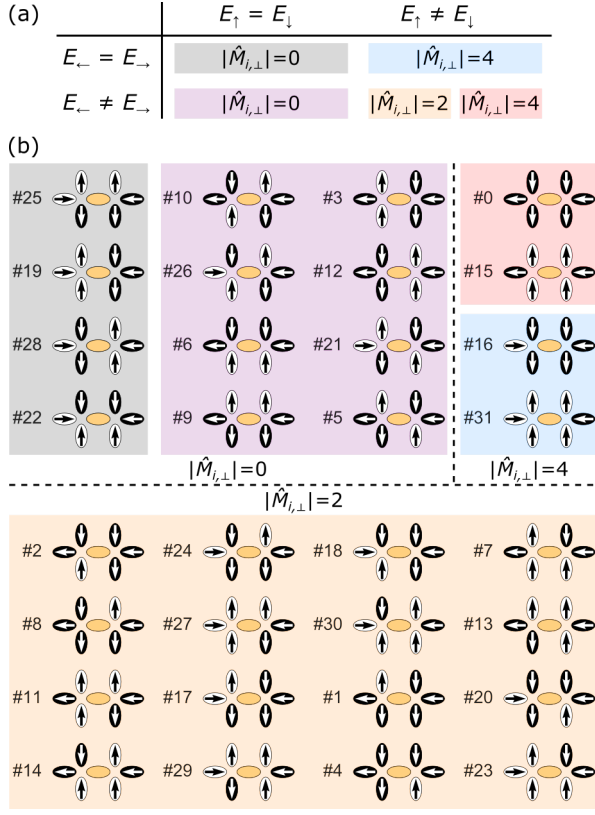 (a)
E↑ = E↓ E↑ ≠ E↓
E← = E→ |M̂i,⊥|=0 |M̂i,⊥|=4
E← ≠ E→ |M̂i,⊥|=0 |M̂i,⊥|=2 |M̂i,⊥|=4
(b)
#25 #10 #3 #0
#19 #26 #12 #15
#28 #6 #21 #16
#22 #9 #5 #31
|M̂i,⊥|=0 |M̂i,⊥|=4
|M̂i,⊥|=2
#2 #24 #18 #7
#8 #27 #30 #13
#11 #17 #1 #20
#14 #29 #4 #23